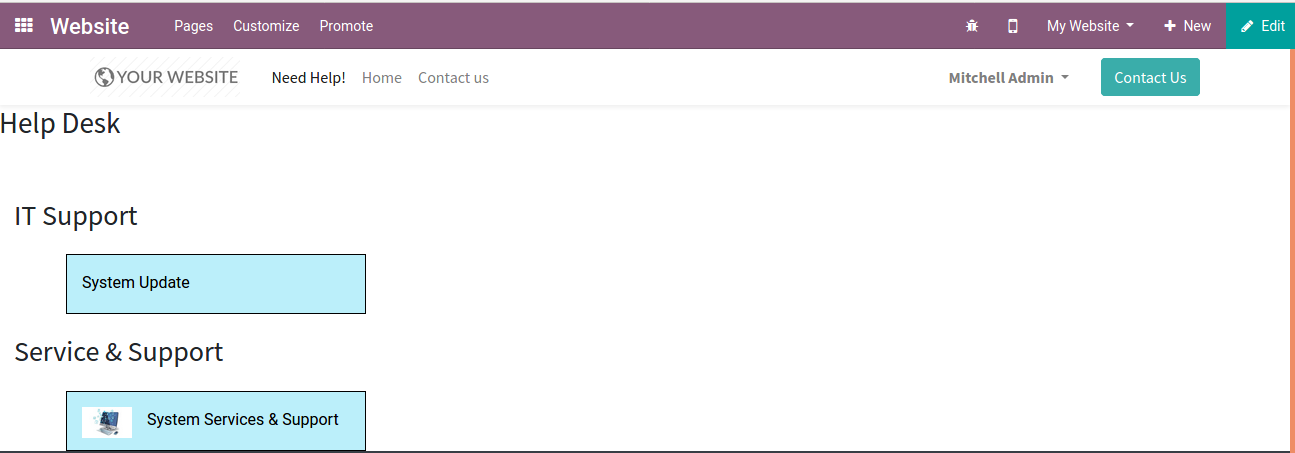 Website Pages Customize Promote My Website New Edit
YOUR WEBSITE Need Help! Home Contact us Mitchell Admin Contact Us
Help Desk
IT Support
System Update
Service & Support
System Services & Support